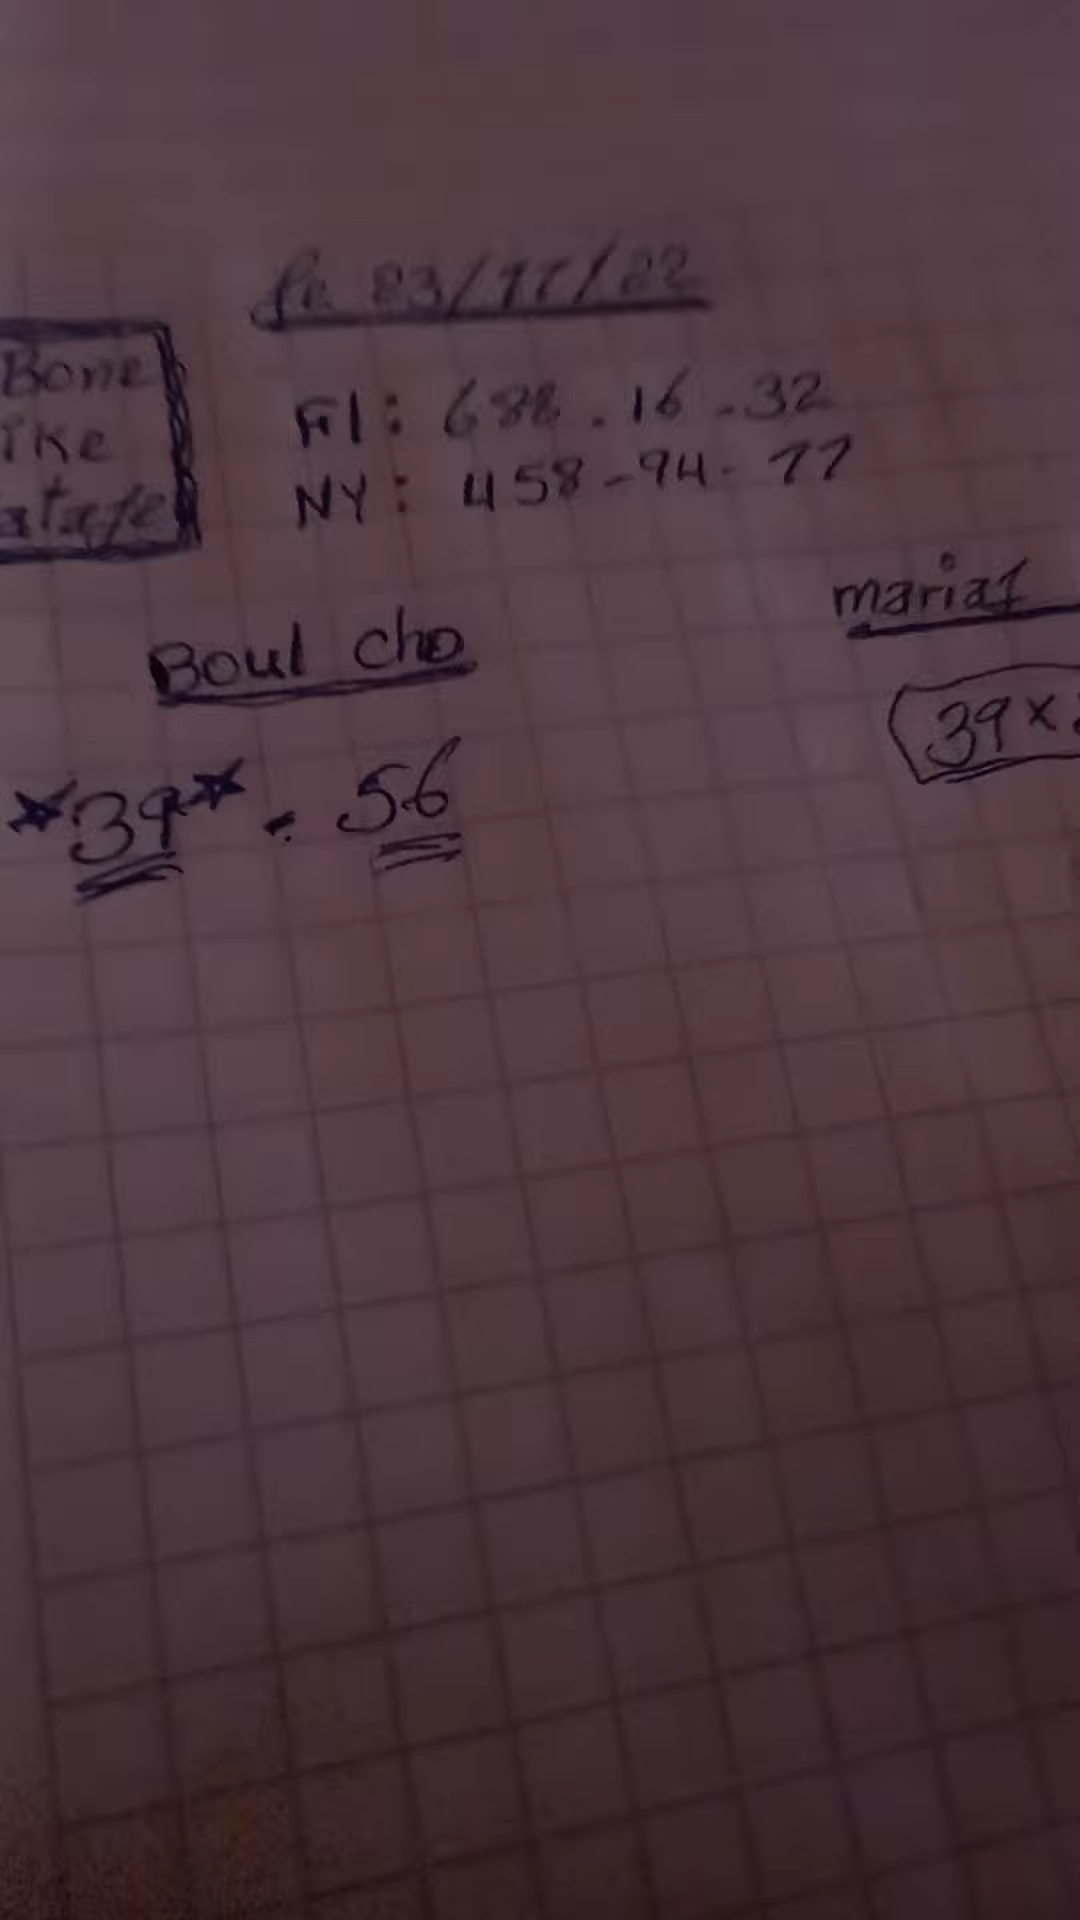 23/11/22
Bone
ike
Fl: 688.16-32
NY: 458-94-77
mariaj
Boul cho
39x
*39* - 56